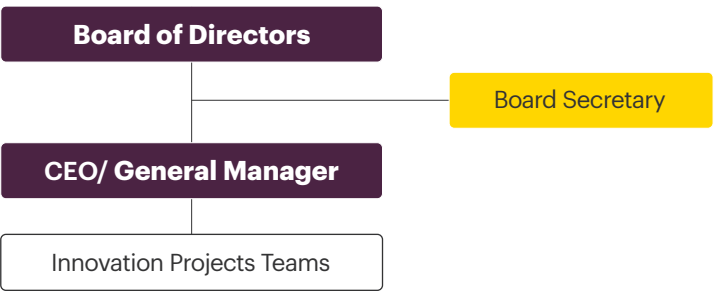 Board of Directors
Board Secretary
CEO/ General Manager
Innovation Projects Teams